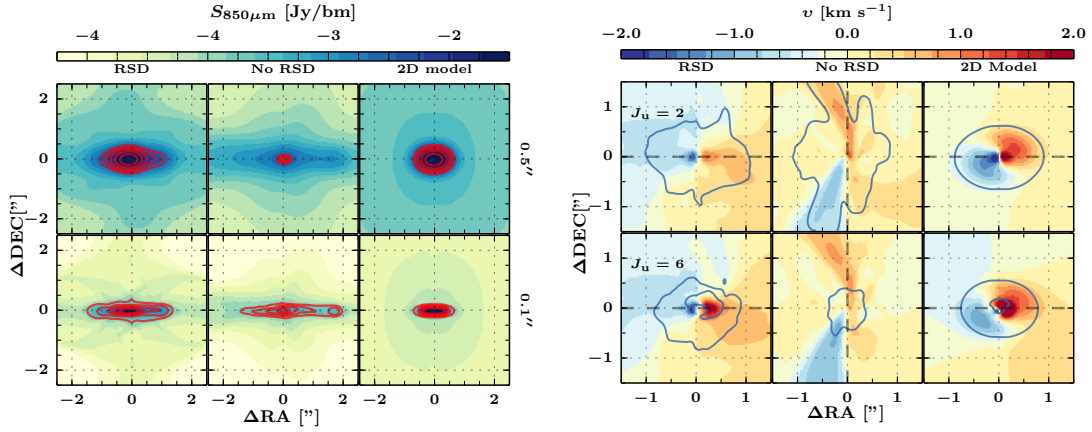 S850μm [Jy/bm]
−4 −4 −3 −2
RSD No RSD 2D model
2
0
−2
0.5″
2
0
−2
0.1″
ΔDEC["]
−2 0 2 −2 0 2 −2 0 2
ΔRA ["]
v [km s−1]
−2.0 −1.0 0.0 1.0 2.0
RSD No RSD 2D Model
Ju = 2
1
0
−1
Ju = 6
1
0
−1
ΔDEC["]
−1 0 1 −1 0 1 −1 0 1
ΔRA ["]